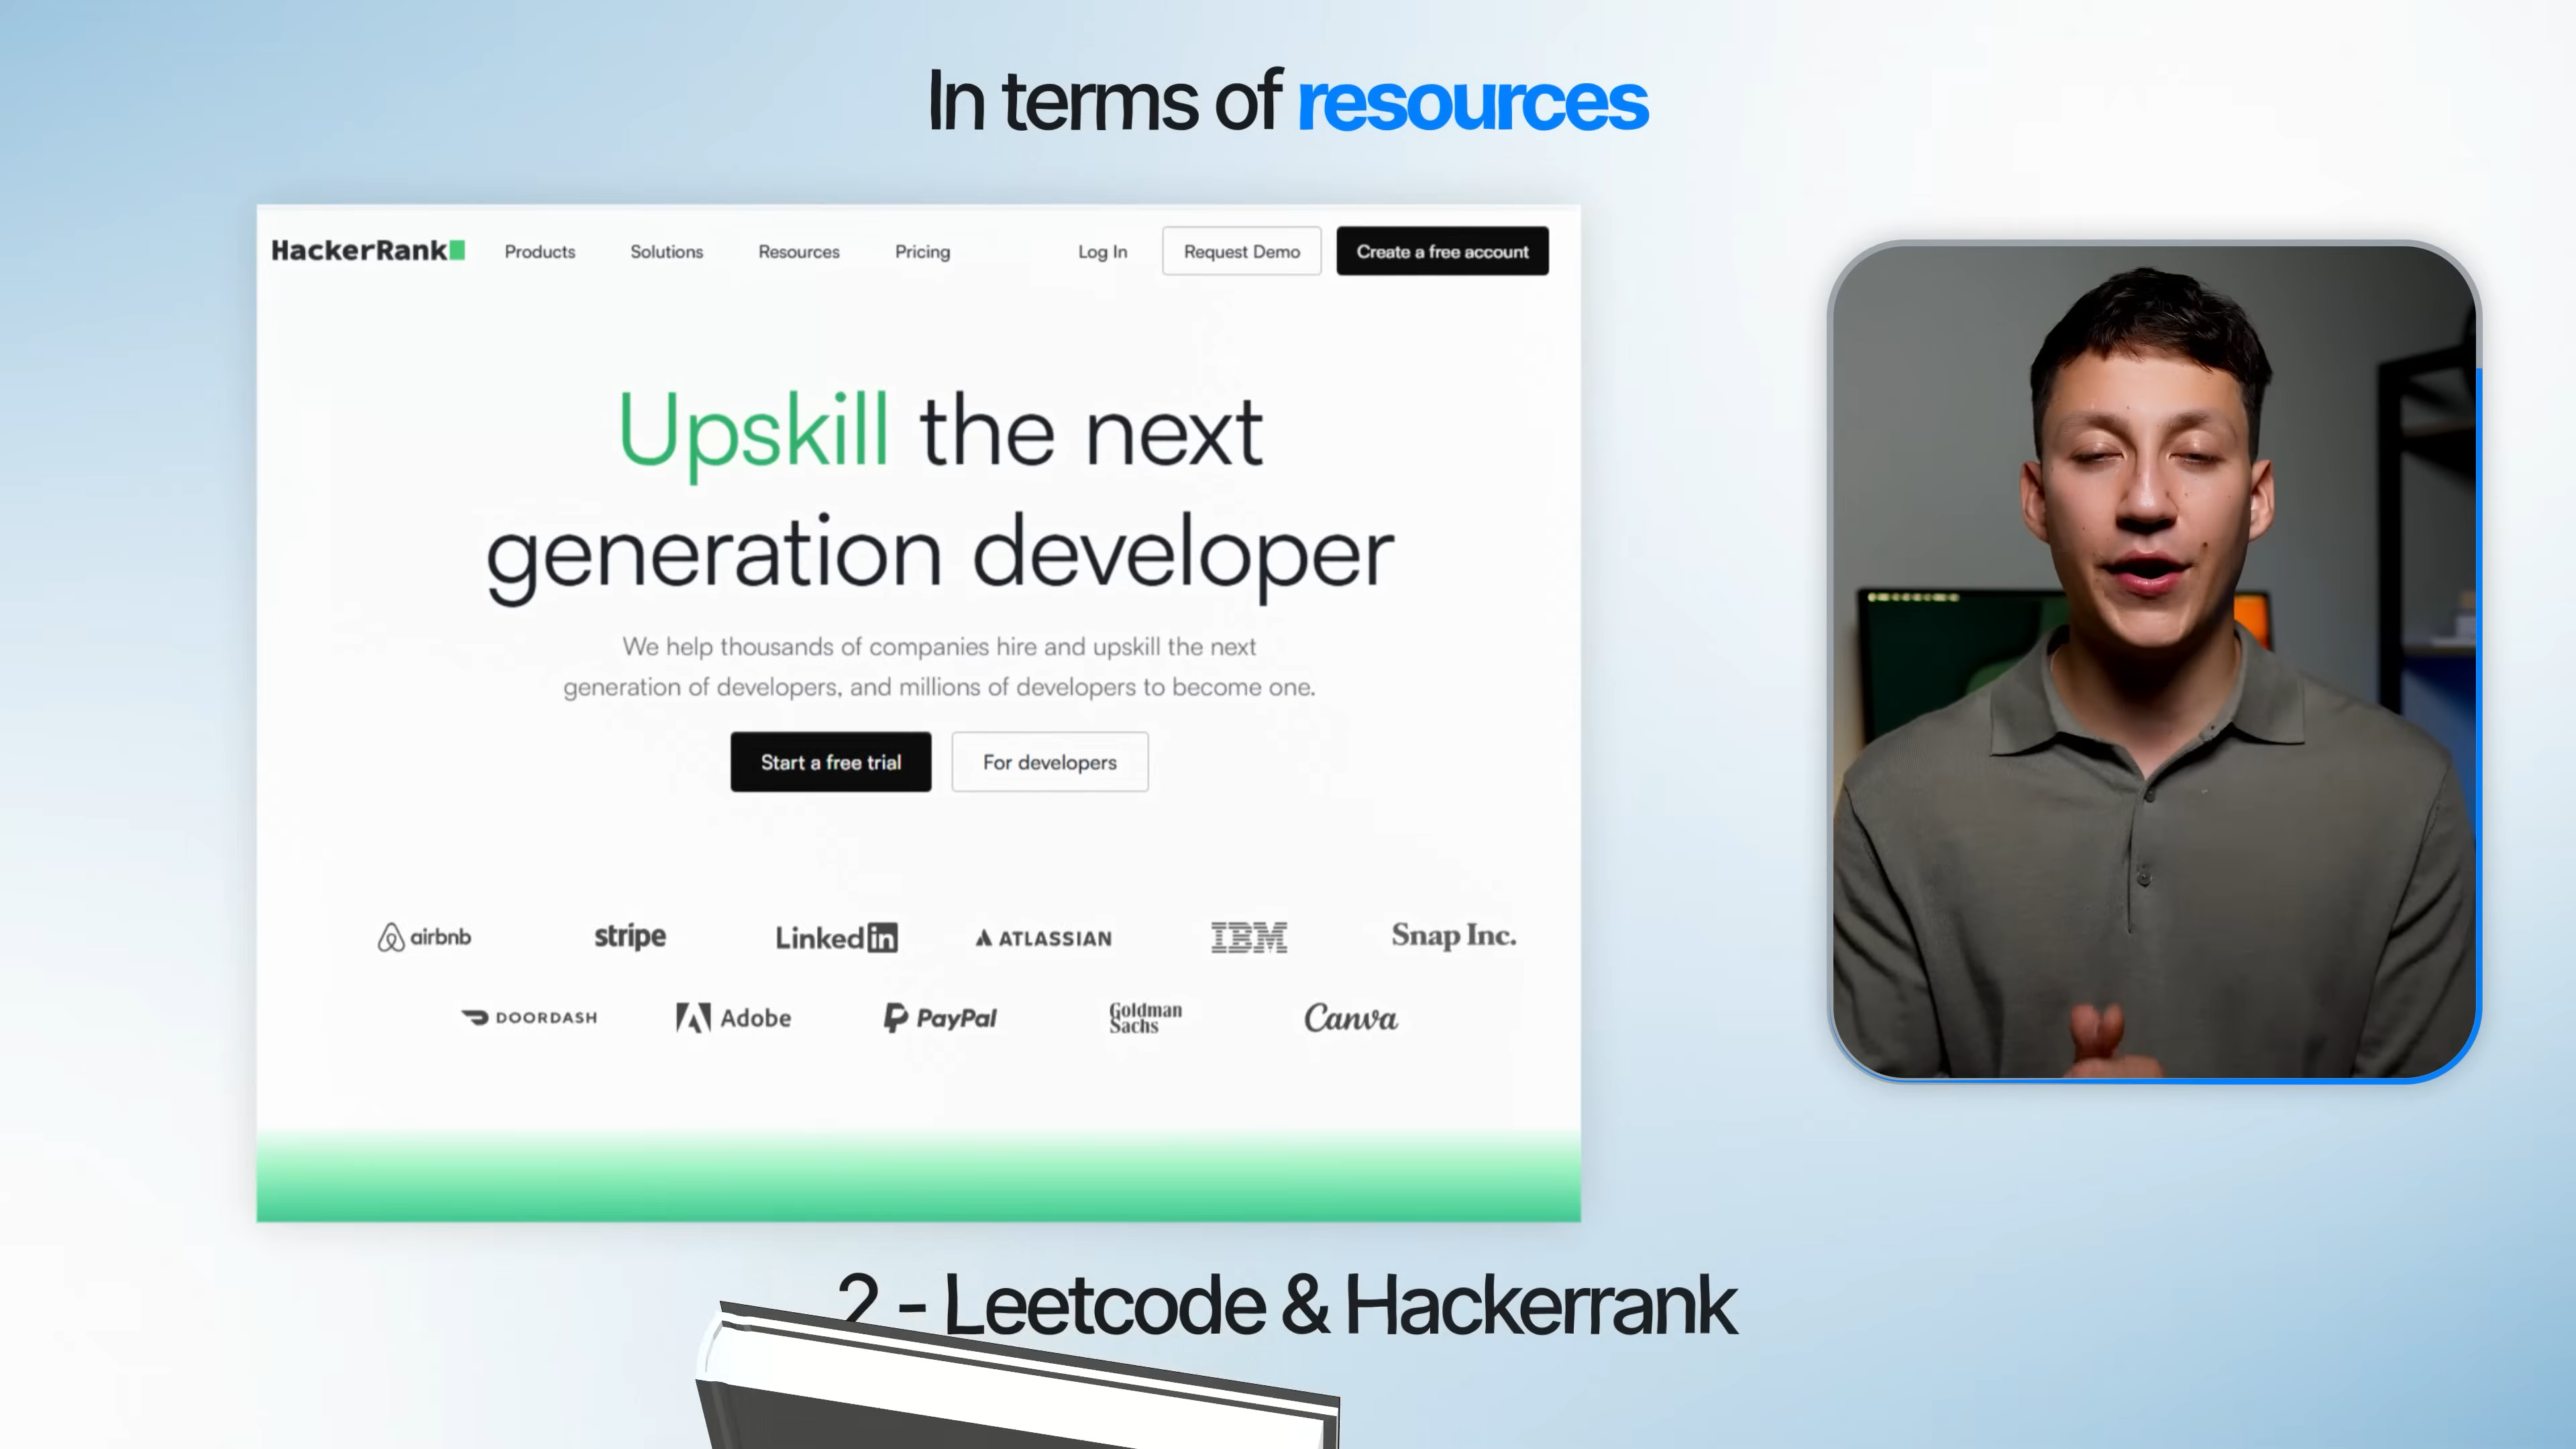 In terms of resources
HackerRank
Products Solutions Resources Pricing Log In Request Demo Create a free account
Upskill the next
generation developer
We help thousands of companies hire and upskill the next
generation of developers, and millions of developers to become one.
Start a free trial For developers
airbnb stripe LinkedIn ATLASSIAN IBM Snap Inc.
DOORDASH Adobe PayPal Goldman Sachs Canva
2 - Leetcode & Hackerrank